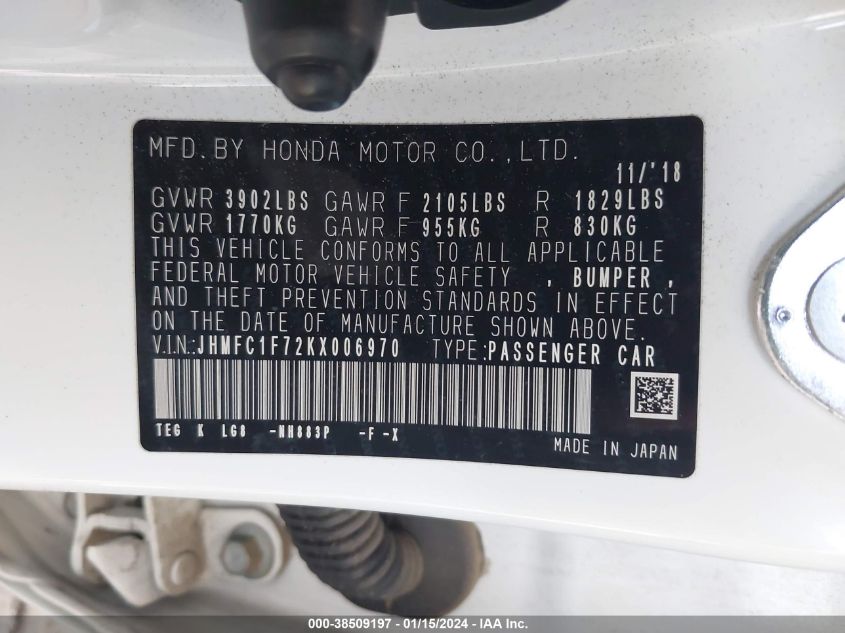 MFD. BY HONDA MOTOR CO., LTD.
11/'18
GVWR 3902LBS GAWR F 2105LBS R 1829LBS
GVWR 1770KG GAWR F 955KG R 830KG
THIS VEHICLE CONFORMS TO ALL APPLICABLE
FEDERAL MOTOR VEHICLE SAFETY , BUMPER ,
AND THEFT PREVENTION STANDARDS IN EFFECT
ON THE DATE OF MANUFACTURE SHOWN ABOVE.
V.I.N.:JHMFC1F72KX006970 TYPE:PASSENGER CAR
TEG K LG8 -NH883P -F -X
MADE IN JAPAN
000-38509197 - 01/15/2024 - IAA Inc.